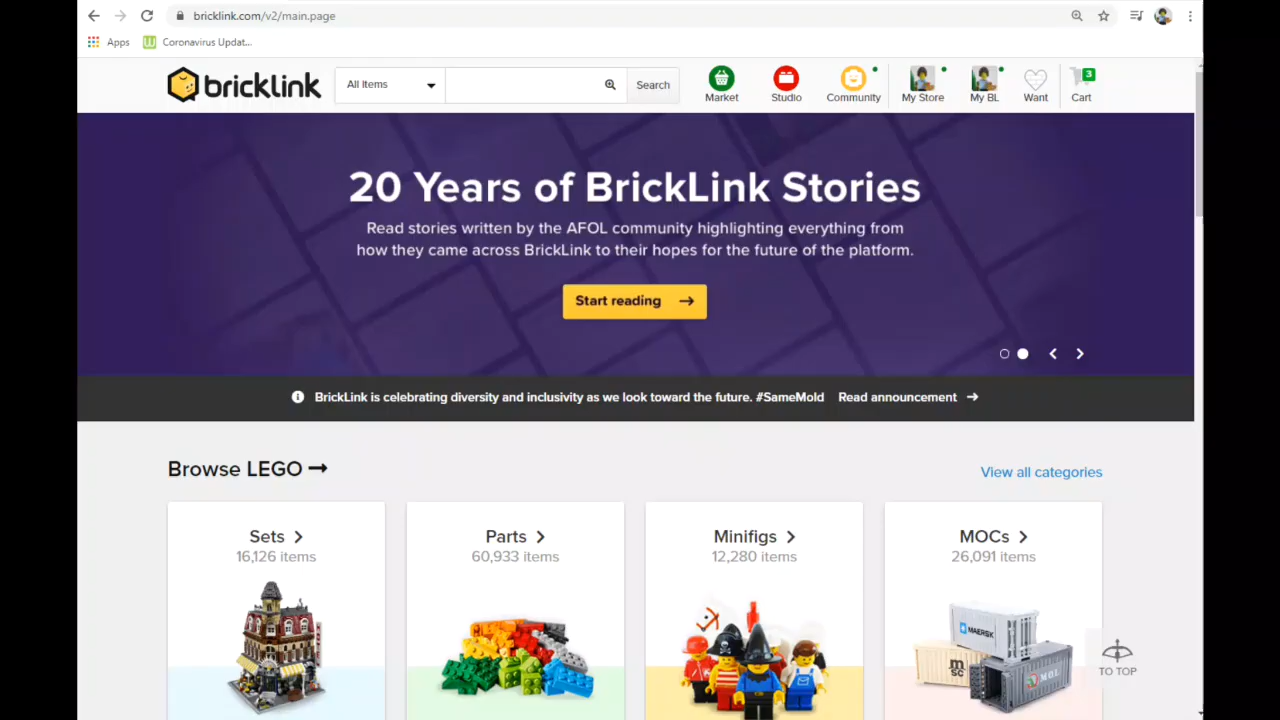 bricklink.com/v2/main.page
Apps
Coronavirus Updat...
bricklink
All Items
Search
Market
Studio
Community
My Store
My BL
Want
3
Cart
20 Years of BrickLink Stories
Read stories written by the AFOL community highlighting everything from
how they came across BrickLink to their hopes for the future of the platform.
Start reading
BrickLink is celebrating diversity and inclusivity as we look toward the future. #SameMold Read announcement
Browse LEGO
View all categories
Sets
16,126 items
Parts
60,933 items
Minifigs
12,280 items
MOCs
26,091 items
MAERSK
m
sc
MOL
TO TOP